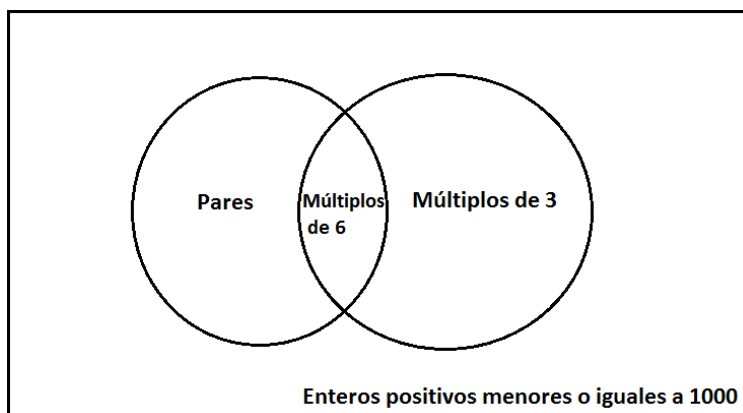 Pares
Múltiplos
de 6
Múltiplos de 3
Enteros positivos menores o iguales a 1000